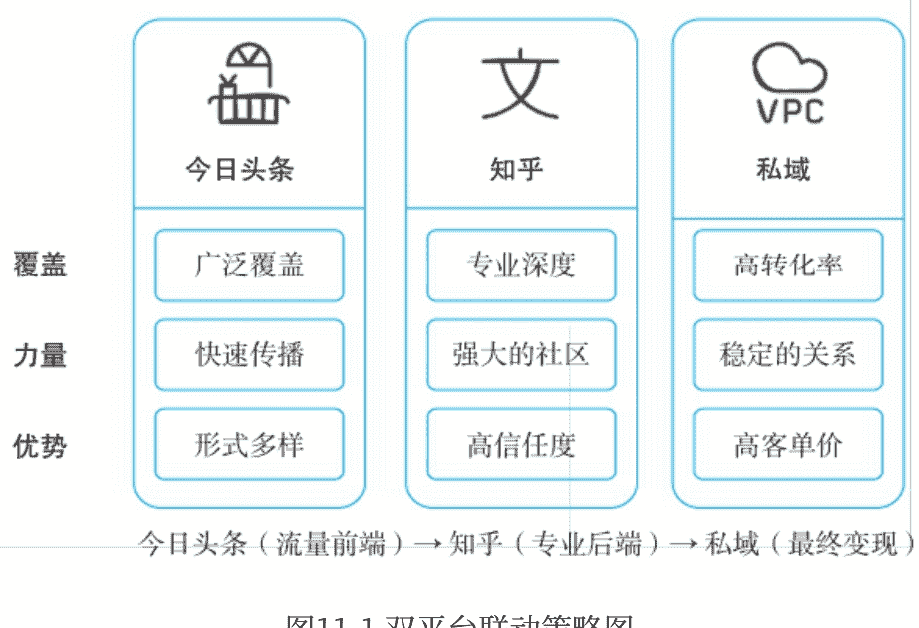 文
VPC
今日头条
知乎
私域
覆盖
广泛覆盖
专业深度
高转化率
力量
快速传播
强大的社区
稳定的关系
优势
形式多样
高信任度
高客单价
今日头条（流量前端）→知乎（专业后端）→私域（最终变现）
图11.1 双平台联动策略图